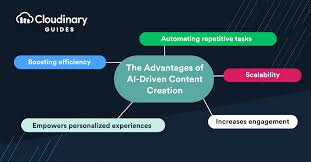 Cloudinary
GUIDES
Automating repetitive tasks
Boosting efficiency
The Advantages of
AI-Driven Content
Creation
Scalability
Increases engagement
Empowers personalized experiences